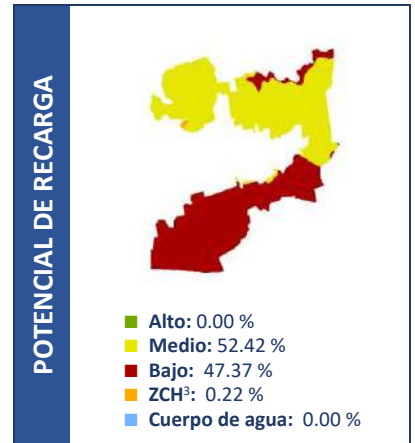 POTENCIAL DE RECARGA
Alto: 0.00 %
Medio: 52.42 %
Bajo: 47.37 %
ZCH³: 0.22 %
Cuerpo de agua: 0.00 %